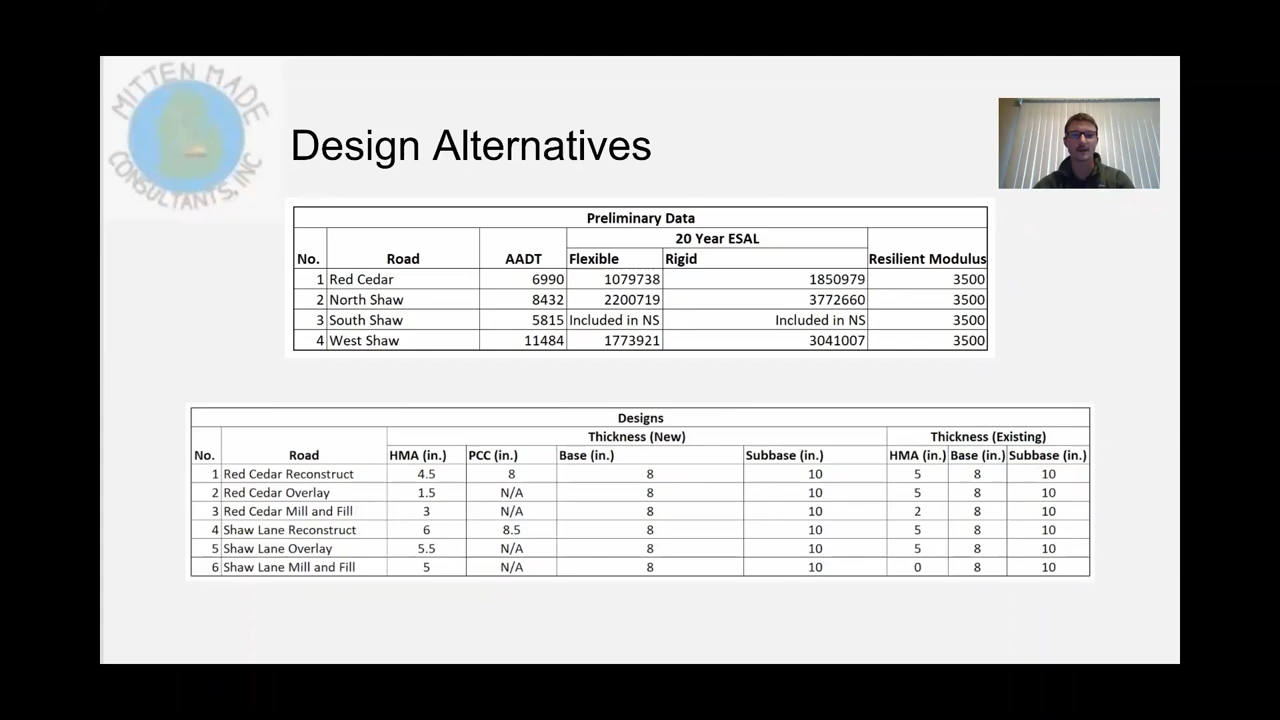 MITTEN MADE
CONSULTANTS, INC
Design Alternatives
Preliminary Data
20 Year ESAL
No. Road AADT Flexible Rigid Resilient Modulus
1 Red Cedar 6990 1079738 1850979 3500
2 North Shaw 8432 2200719 3772660 3500
3 South Shaw 5815 Included in NS Included in NS 3500
4 West Shaw 11484 1773921 3041007 3500
Designs
Thickness (New) Thickness (Existing)
No. Road HMA (in.) PCC (in.) Base (in.) Subbase (in.) HMA (in.) Base (in.) Subbase (in.)
1 Red Cedar Reconstruct 4.5 8 8 10 5 8 10
2 Red Cedar Overlay 1.5 N/A 8 10 5 8 10
3 Red Cedar Mill and Fill 3 N/A 8 10 2 8 10
4 Shaw Lane Reconstruct 6 8.5 8 10 5 8 10
5 Shaw Lane Overlay 5.5 N/A 8 10 5 8 10
6 Shaw Lane Mill and Fill 5 N/A 8 10 0 8 10